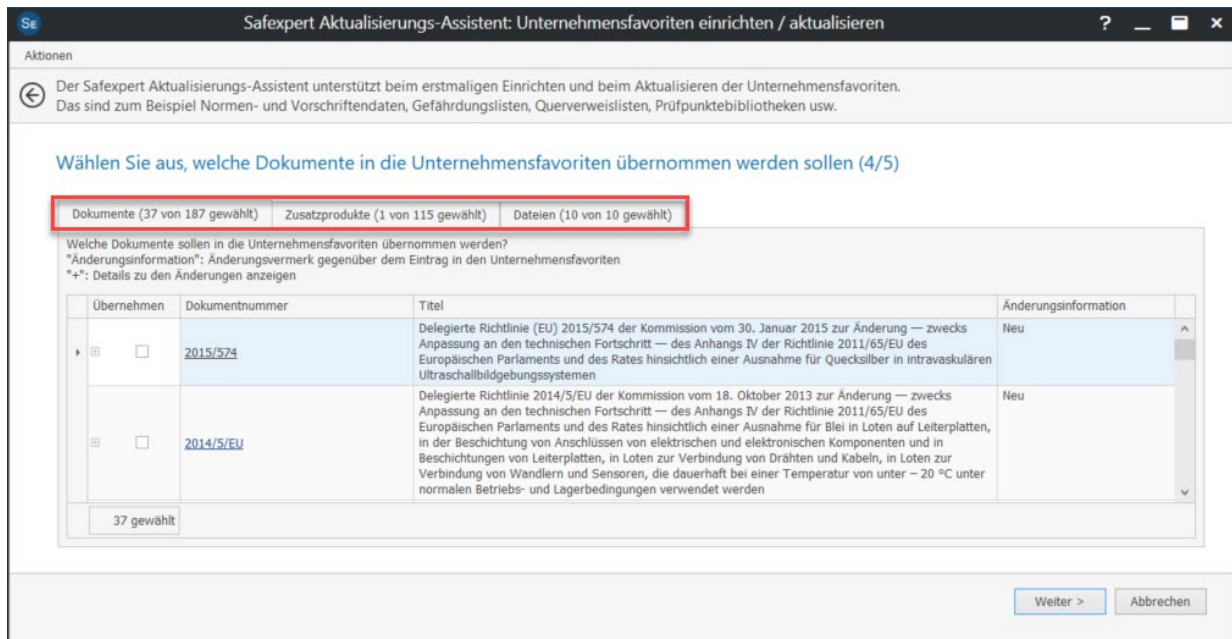 SE
Safexpert Aktualisierungs-Assistent: Unternehmensfavoriten einrichten / aktualisieren
?
Aktionen
Der Safexpert Aktualisierungs-Assistent unterstützt beim erstmaligen Einrichten und beim Aktualisieren der Unternehmensfavoriten.
Das sind zum Beispiel Normen- und Vorschriftendaten, Gefährdungslisten, Querverweislisten, Prüfpunktebibliotheken usw.
Wählen Sie aus, welche Dokumente in die Unternehmensfavoriten übernommen werden sollen (4/5)
Dokumente (37 von 187 gewählt) Zusatzprodukte (1 von 115 gewählt) Dateien (10 von 10 gewählt)
Welche Dokumente sollen in die Unternehmensfavoriten übernommen werden?
"Änderungsinformation": Änderungsvermerk gegenüber dem Eintrag in den Unternehmensfavoriten
"+": Details zu den Änderungen anzeigen
Übernehmen Dokumentnummer Titel Änderungsinformation
2015/574
Delegierte Richtlinie (EU) 2015/574 der Kommission vom 30. Januar 2015 zur Änderung — zwecks
Anpassung an den technischen Fortschritt — des Anhangs IV der Richtlinie 2011/65/EU des
Europäischen Parlaments und des Rates hinsichtlich einer Ausnahme für Quecksilber in intravaskulären
Ultraschallbildgebungssystemen
Neu
2014/5/EU
Delegierte Richtlinie 2014/5/EU der Kommission vom 18. Oktober 2013 zur Änderung — zwecks
Anpassung an den technischen Fortschritt — des Anhangs IV der Richtlinie 2011/65/EU des
Europäischen Parlaments und des Rates hinsichtlich einer Ausnahme für Blei in Loten auf Leiterplatten,
in der Beschichtung von Anschlüssen von elektrischen und elektronischen Komponenten und in
Beschichtungen von Leiterplatten, in Loten zur Verbindung von Drähten und Kabeln, in Loten zur
Verbindung von Wandlern und Sensoren, die dauerhaft bei einer Temperatur von unter – 20 °C unter
normalen Betriebs- und Lagerbedingungen verwendet werden
Neu
37 gewählt
Weiter > Abbrechen